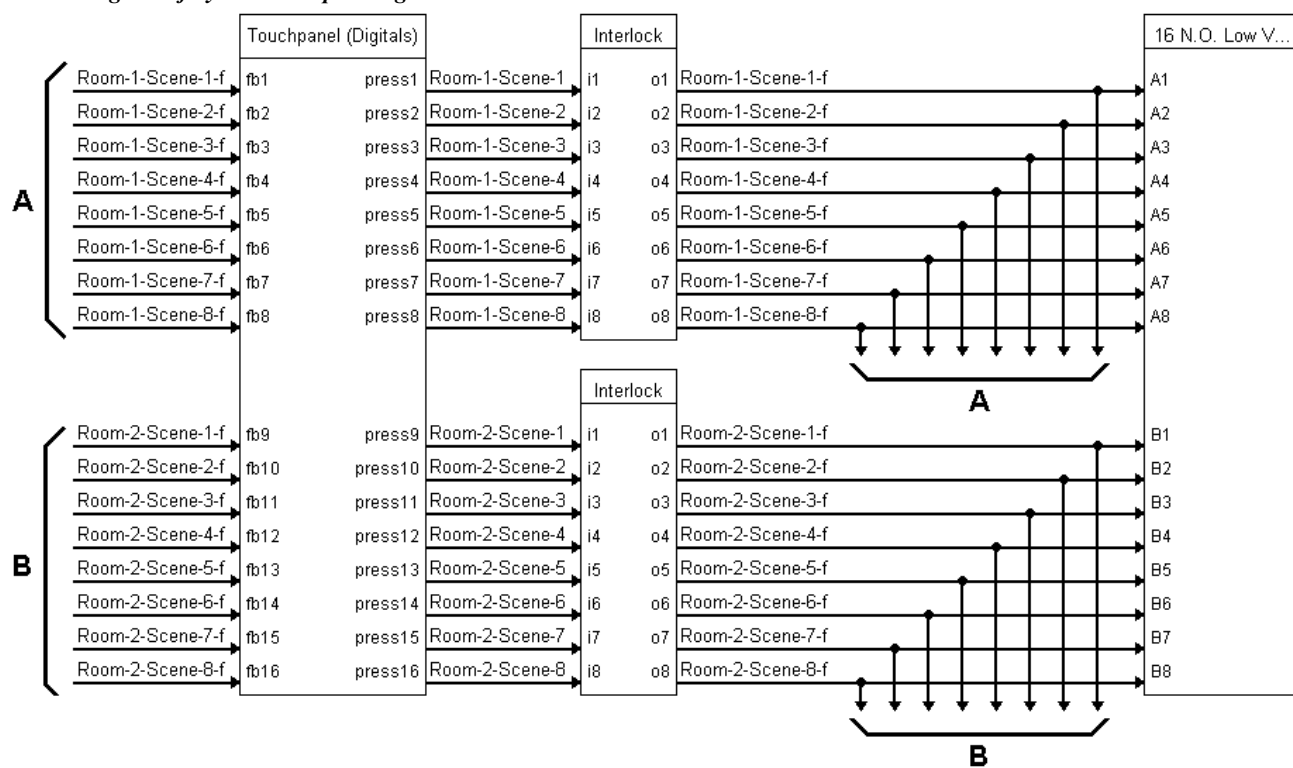 Touchpanel (Digitals) Interlock 16 N.O. Low V...
Room-1-Scene-1-f fb1 press1 Room-1-Scene-1 i1 o1 Room-1-Scene-1-f A1
Room-1-Scene-2-f fb2 press2 Room-1-Scene-2 i2 o2 Room-1-Scene-2-f A2
Room-1-Scene-3-f fb3 press3 Room-1-Scene-3 i3 o3 Room-1-Scene-3-f A3
Room-1-Scene-4-f fb4 press4 Room-1-Scene-4 i4 o4 Room-1-Scene-4-f A4
A
Room-1-Scene-5-f fb5 press5 Room-1-Scene-5 i5 o5 Room-1-Scene-5-f A5
Room-1-Scene-6-f fb6 press6 Room-1-Scene-6 i6 o6 Room-1-Scene-6-f A6
Room-1-Scene-7-f fb7 press7 Room-1-Scene-7 i7 o7 Room-1-Scene-7-f A7
Room-1-Scene-8-f fb8 press8 Room-1-Scene-8 i8 o8 Room-1-Scene-8-f A8
Interlock
A
Room-2-Scene-1-f fb9 press9 Room-2-Scene-1 i1 o1 Room-2-Scene-1-f B1
Room-2-Scene-2-f fb10 press10 Room-2-Scene-2 i2 o2 Room-2-Scene-2-f B2
Room-2-Scene-3-f fb11 press11 Room-2-Scene-3 i3 o3 Room-2-Scene-3-f B3
Room-2-Scene-4-f fb12 press12 Room-2-Scene-4 i4 o4 Room-2-Scene-4-f B4
B
Room-2-Scene-5-f fb13 press13 Room-2-Scene-5 i5 o5 Room-2-Scene-5-f B5
Room-2-Scene-6-f fb14 press14 Room-2-Scene-6 i6 o6 Room-2-Scene-6-f B6
Room-2-Scene-7-f fb15 press15 Room-2-Scene-7 i7 o7 Room-2-Scene-7-f B7
Room-2-Scene-8-f fb16 press16 Room-2-Scene-8 i8 o8 Room-2-Scene-8-f B8
B